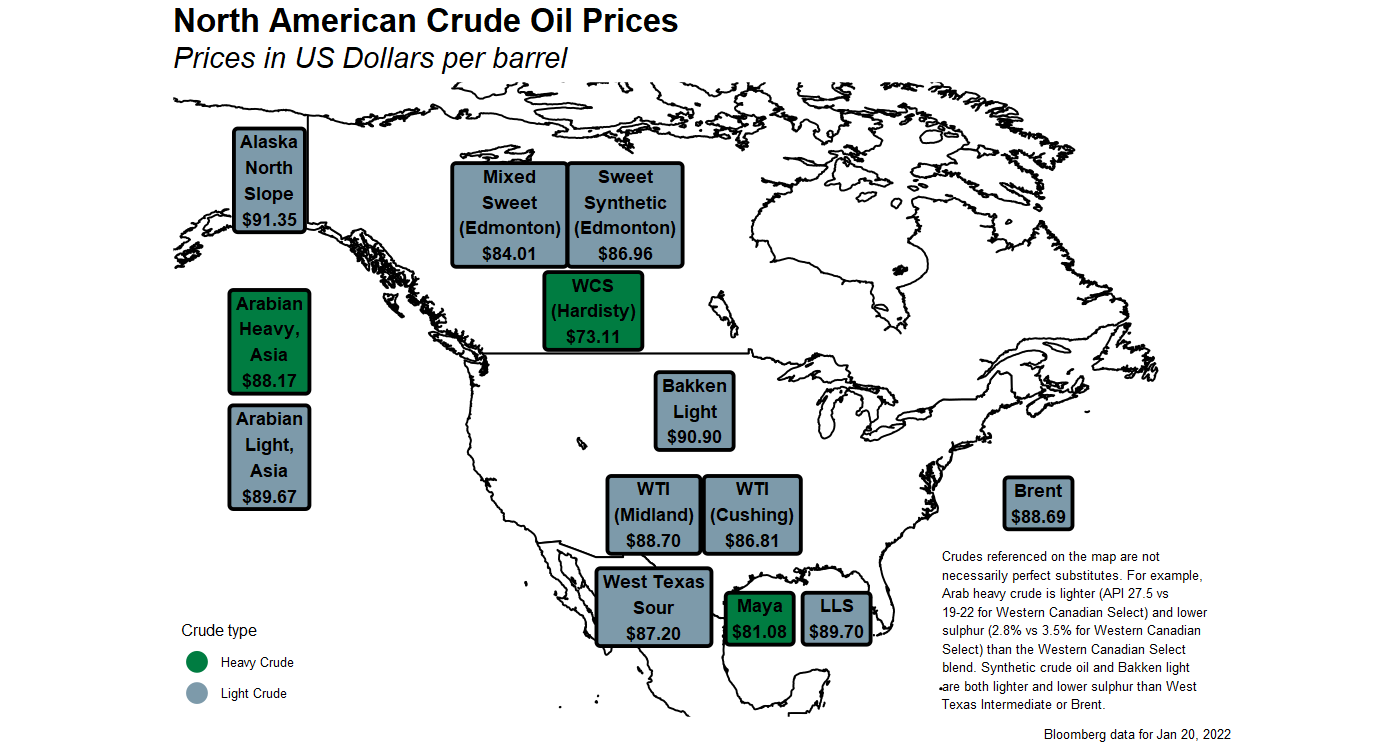 North American Crude Oil Prices
Prices in US Dollars per barrel
Alaska
North
Slope
$91.35
Mixed
Sweet
(Edmonton)
$84.01
Sweet
Synthetic
(Edmonton)
$86.96
WCS
(Hardisty)
$73.11
Arabian
Heavy,
Asia
$88.17
Arabian
Light,
Asia
$89.67
Bakken
Light
$90.90
WTI
(Midland)
$88.70
WTI
(Cushing)
$86.81
Brent
$88.69
West Texas
Sour
$87.20
Maya
$81.08
LLS
$89.70
Crudes referenced on the map are not
necessarily perfect substitutes. For example,
Arab heavy crude is lighter (API 27.5 vs
19-22 for Western Canadian Select) and lower
sulphur (2.8% vs 3.5% for Western Canadian
Select) than the Western Canadian Select
blend. Synthetic crude oil and Bakken light
are both lighter and lower sulphur than West
Texas Intermediate or Brent.
Crude type
Heavy Crude
Light Crude
Bloomberg data for Jan 20, 2022